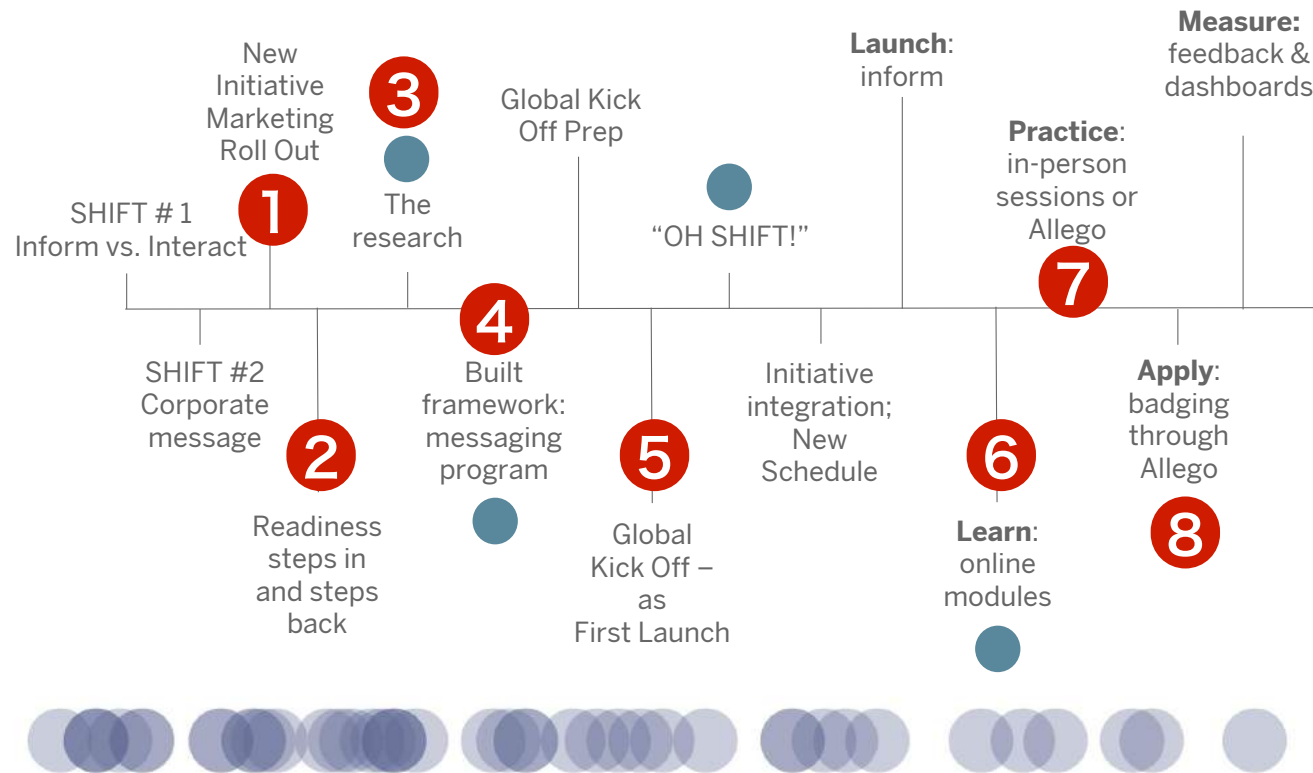 SHIFT # 1
Inform vs. Interact
New
Initiative
Marketing
Roll Out
1
3
The
research
Global Kick
Off Prep
"OH SHIFT!"
Launch:
inform
Practice:
in-person
sessions or
Allego
7
Measure:
feedback &
dashboards
SHIFT #2
Corporate
message
2
Readiness
steps in
and steps
back
4
Built
framework:
messaging
program
5
Global
Kick Off –
as
First Launch
Initiative
integration;
New
Schedule
6
Learn:
online
modules
Apply:
badging
through
Allego
8